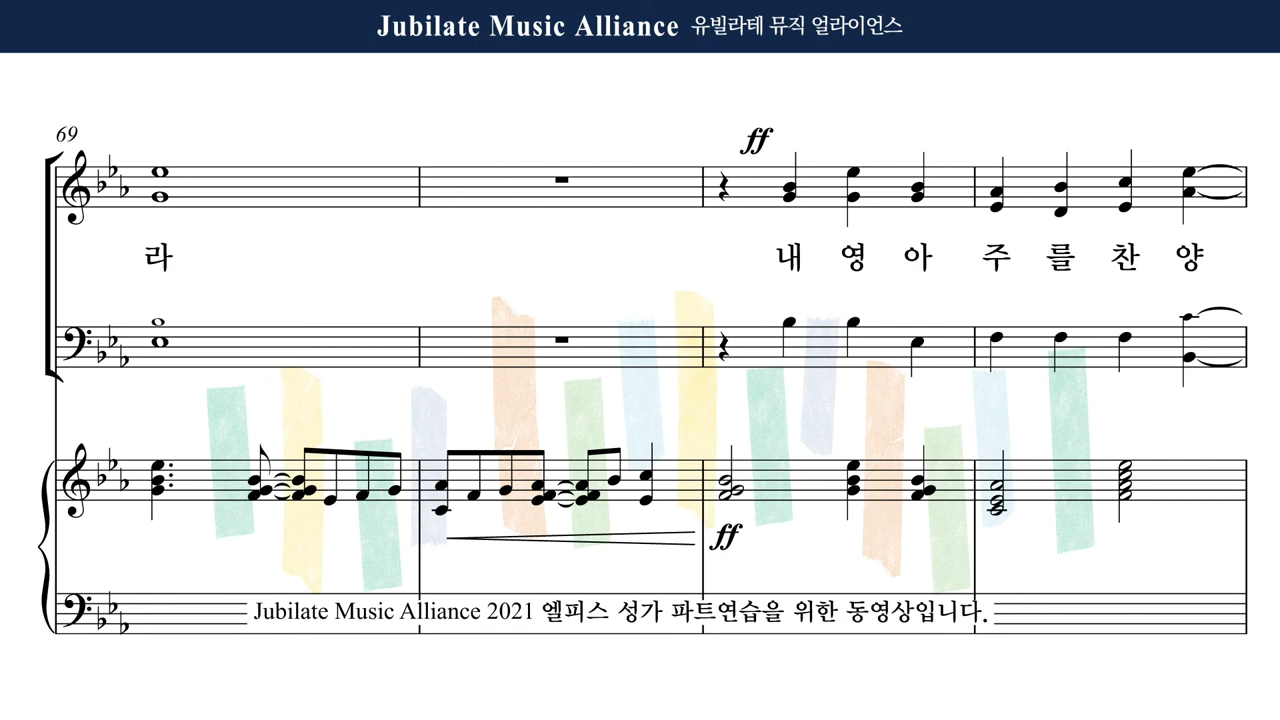 Jubilate Music Alliance 유빌라테 뮤직 얼라이언스
69
ff
라 내 영 아 주 를 찬 양
ff
Jubilate Music Alliance 2021 엘피스 성가 파트연습을 위한 동영상입니다.